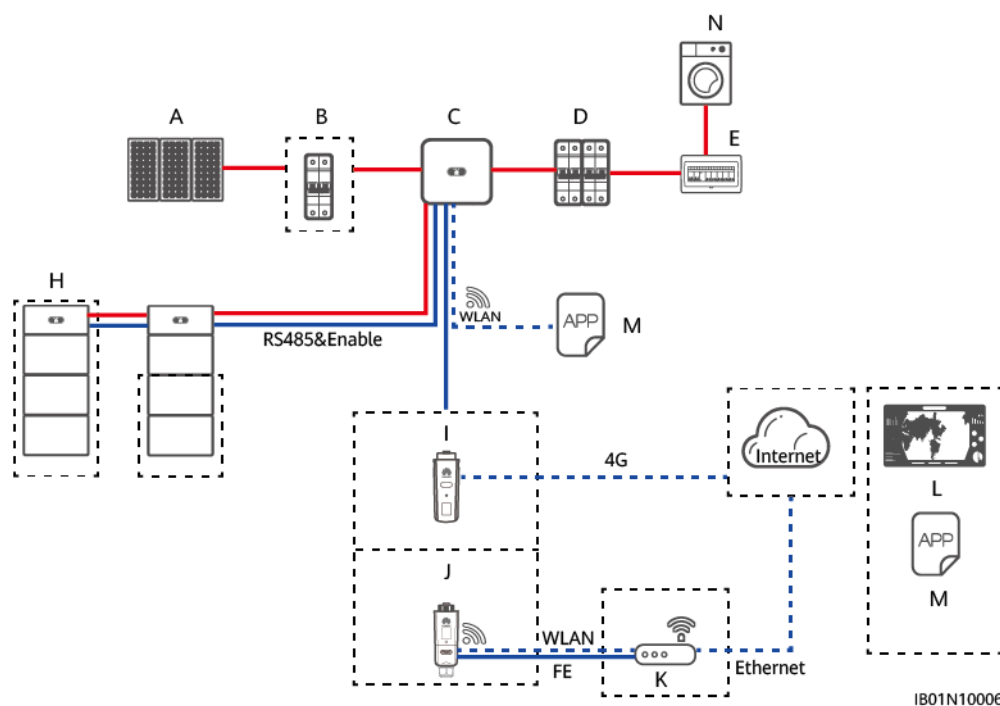 N
A
B
C
D
E
H
WLAN
APP
M
RS485&Enable
I
4G
Internet
L
APP
M
J
WLAN
FE
K
Ethernet
IB01N10006